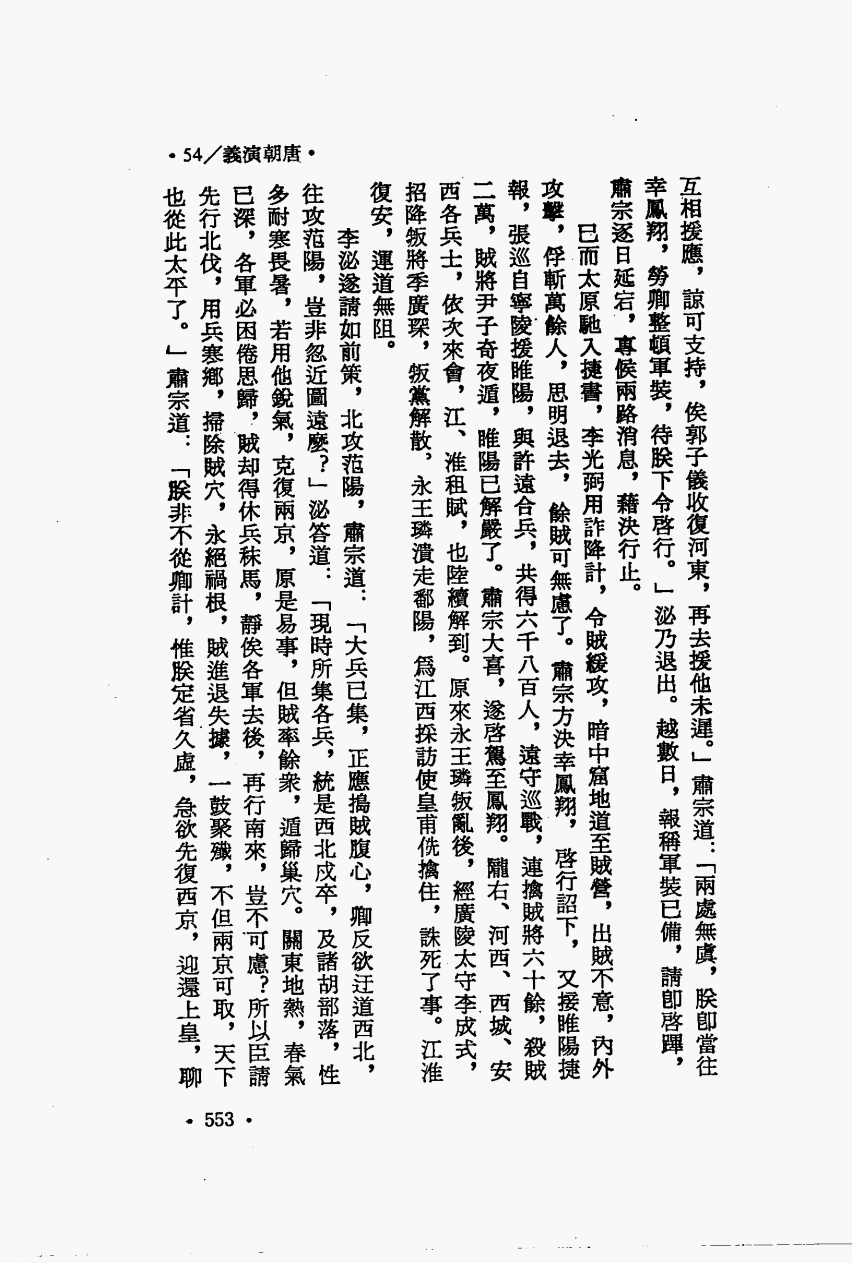 •唐朝演義／54•
互相援應，諒可支持，俟郭子儀收復河東，再去援他未遲。」肅宗道：「兩處無虞，朕卽當往
幸鳳翔，勞卿整頓軍裝，待朕下令啓行。」泌乃退出。越數日，報稱軍裝已備，請卽啓蹕，
肅宗逐日延宕，專候兩路消息，藉決行止。
已而太原馳入捷書，李光弼用詐降計，令賊緩攻，暗中窟地道至賊營，出賊不意，內外
攻擊，俘斬萬餘人，思明退去，餘賊可無慮了。肅宗方決幸鳳翔，啓行詔下，又接睢陽捷
報，張巡自寧陵援睢陽，與許遠合兵，共得六千八百人，遠守巡戰，連擒賊將六十餘，殺賊
二萬，賊將尹子奇夜遁，睢陽已解嚴了。肅宗大喜，遂啓駕至鳳翔。隴右、河西、西城、安
西各兵士，依次來會，江、淮租賦，也陸續解到。原來永王璘叛亂後，經廣陵太守李成式，
招降叛將季廣琛，叛黨解散，永王璘潰走鄱陽，爲江西採訪使皇甫侁擒住，誅死了事。江淮
復安，運道無阻。
李泌遂請如前策，北攻范陽，肅宗道：「大兵已集，正應搗賊腹心，卿反欲迂道西北，
往攻范陽，豈非忽近圖遠麼？」泌答道：「現時所集各兵，統是西北戍卒，及諸胡部落，性
多耐寒畏暑，若用他銳氣，克復兩京，原是易事，但賊率餘衆，遁歸巢穴。關東地熱，春氣
已深，各軍必困倦思歸，賊却得休兵秣馬，靜俟各軍去後，再行南來，豈不可慮？所以臣請
先行北伐，用兵寒鄉，掃除賊穴，永絕禍根，賊進退失據，一鼓聚殲，不但兩京可取，天下
也從此太平了。」肅宗道：「朕非不從卿計，惟朕定省久虛，急欲先復西京，迎還上皇，聊
• 553 •